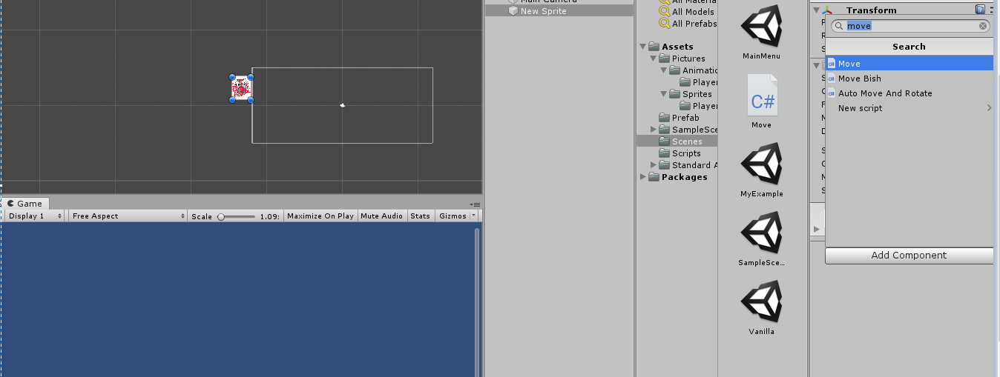 Main Camera
New Sprite
Game
Display 1
Free Aspect
Scale
1.09:
Maximize On Play
Mute Audio
Stats
Gizmos
All Models
All Prefabs
Assets
Pictures
Animatio
Player
Sprites
Player
Prefab
SampleSce
Scenes
Scripts
Standard A
Packages
MainMenu
C#
Move
MyExample
SampleSce...
Vanilla
Transform
move
Search
Move
Move Bish
Auto Move And Rotate
New script
Add Component